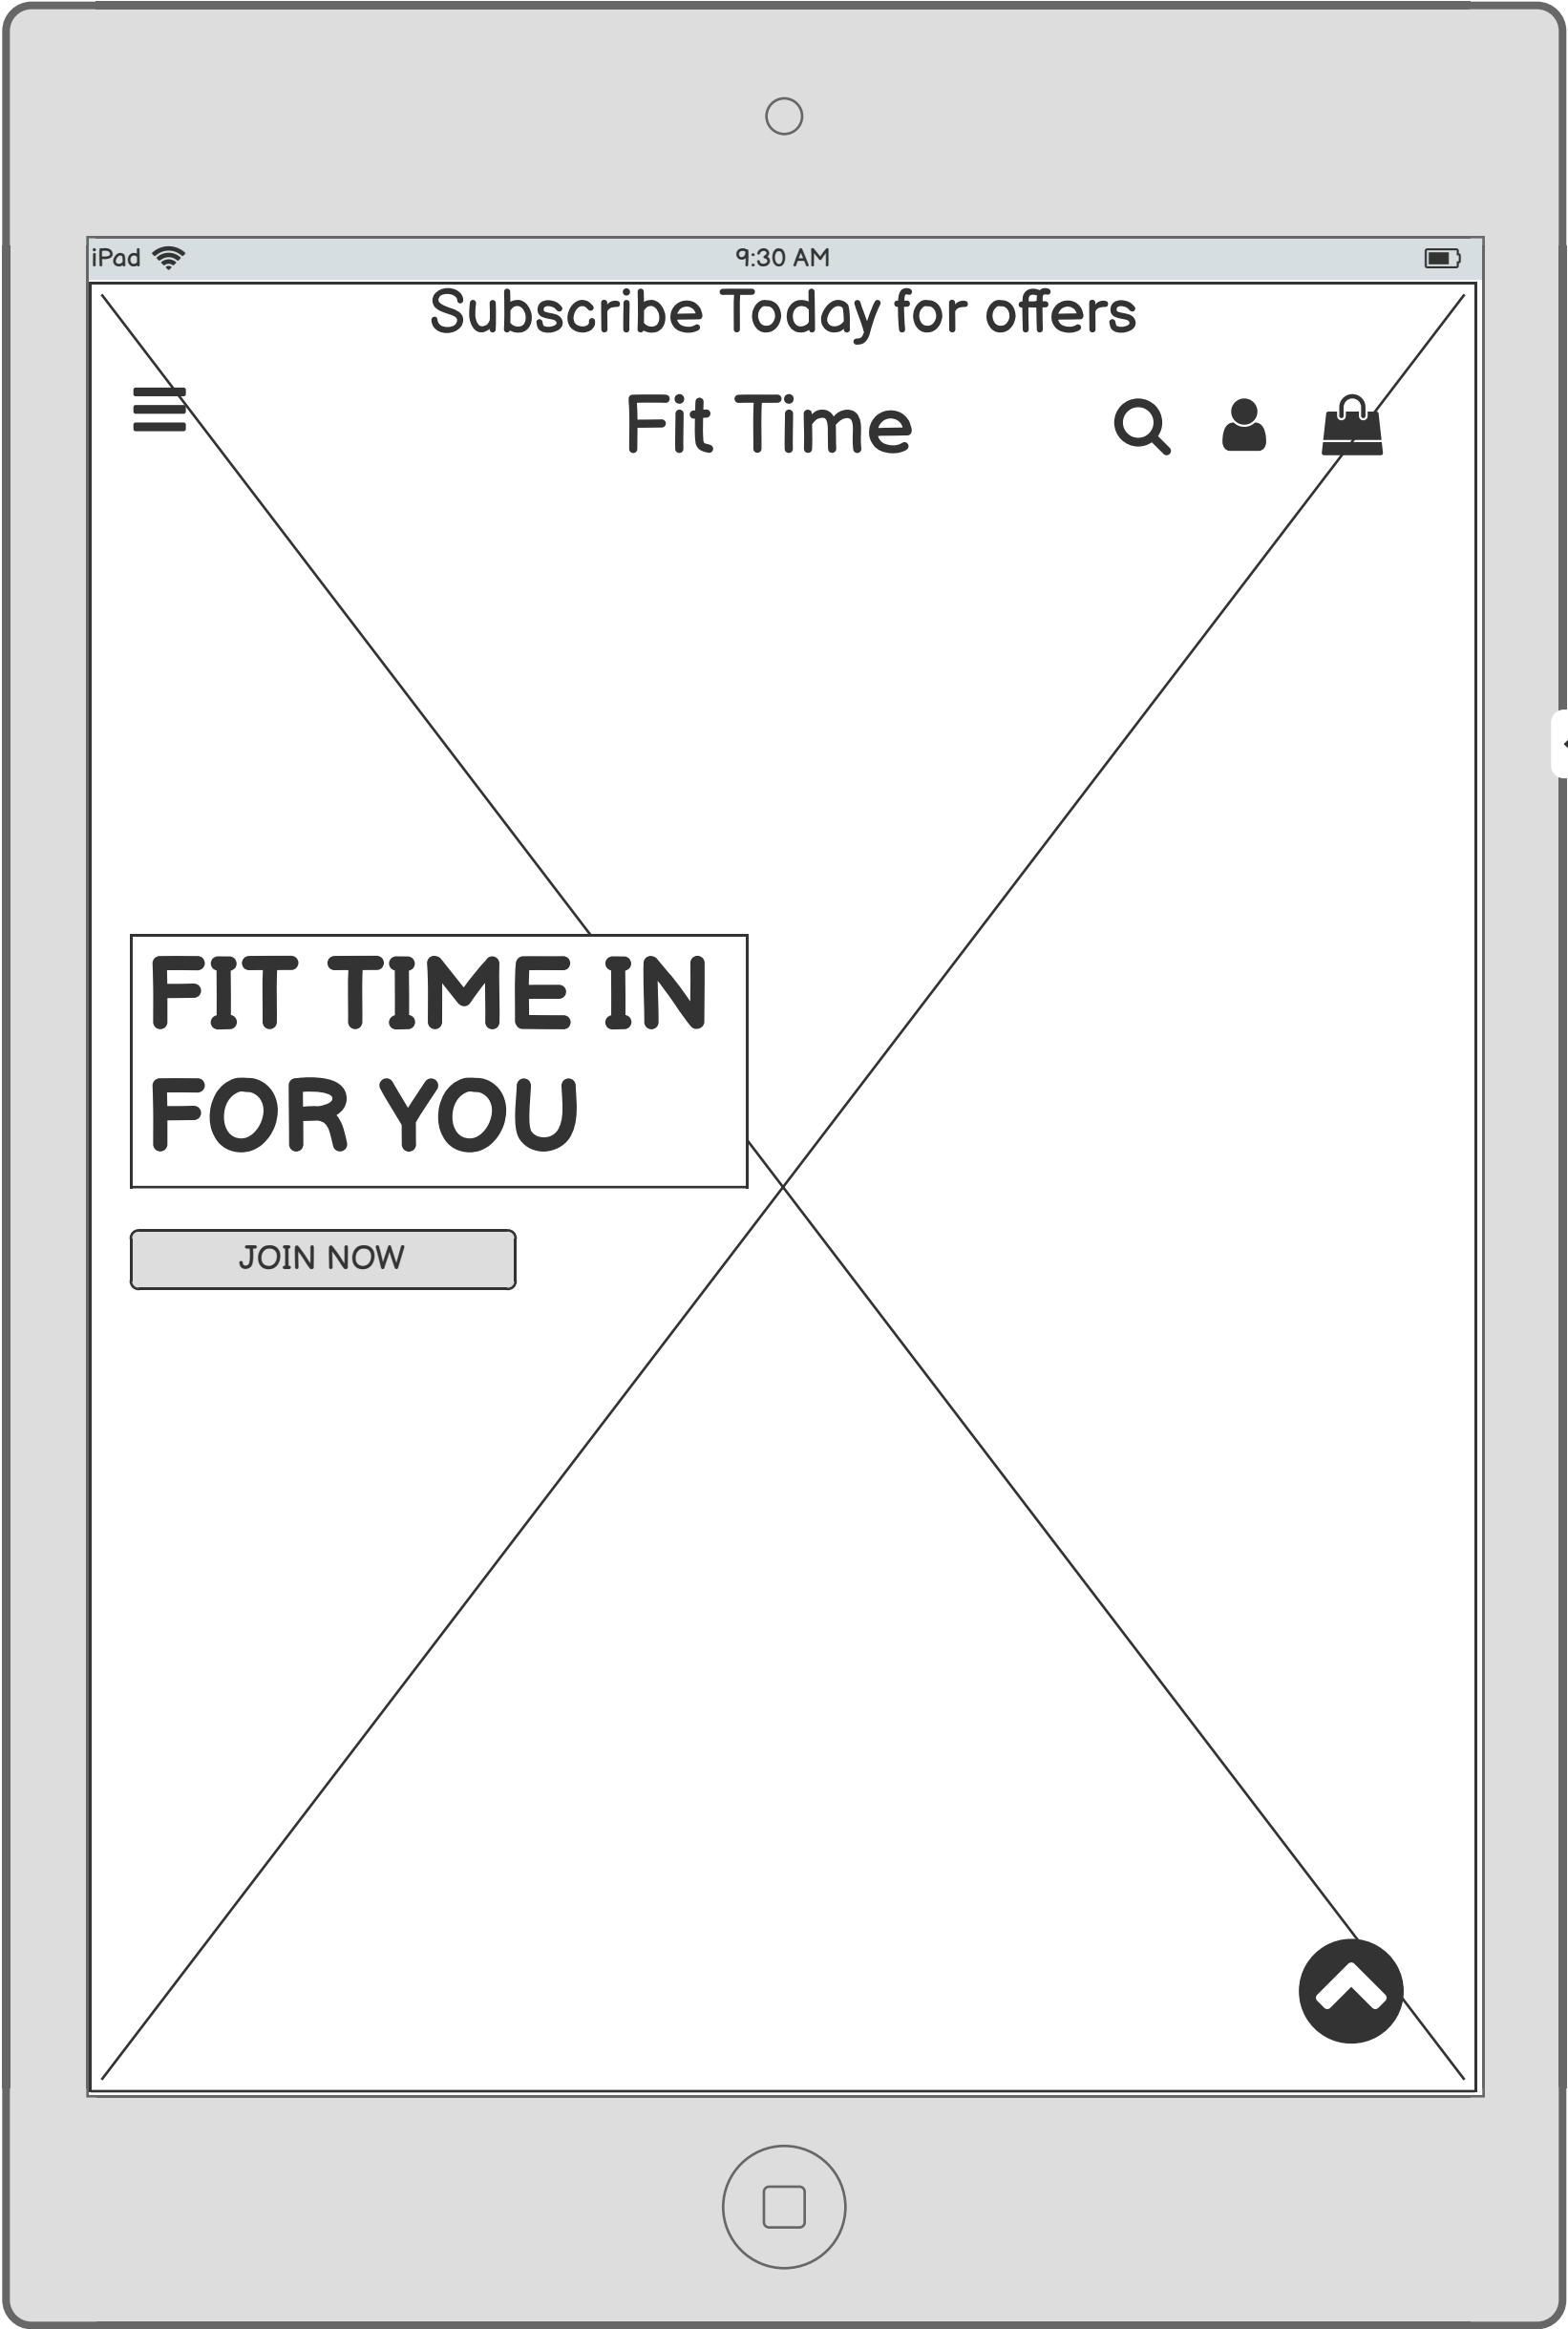 iPad
9:30 AM
Subscribe Today for offers
Fit Time
FIT TIME IN
FOR YOU
JOIN NOW